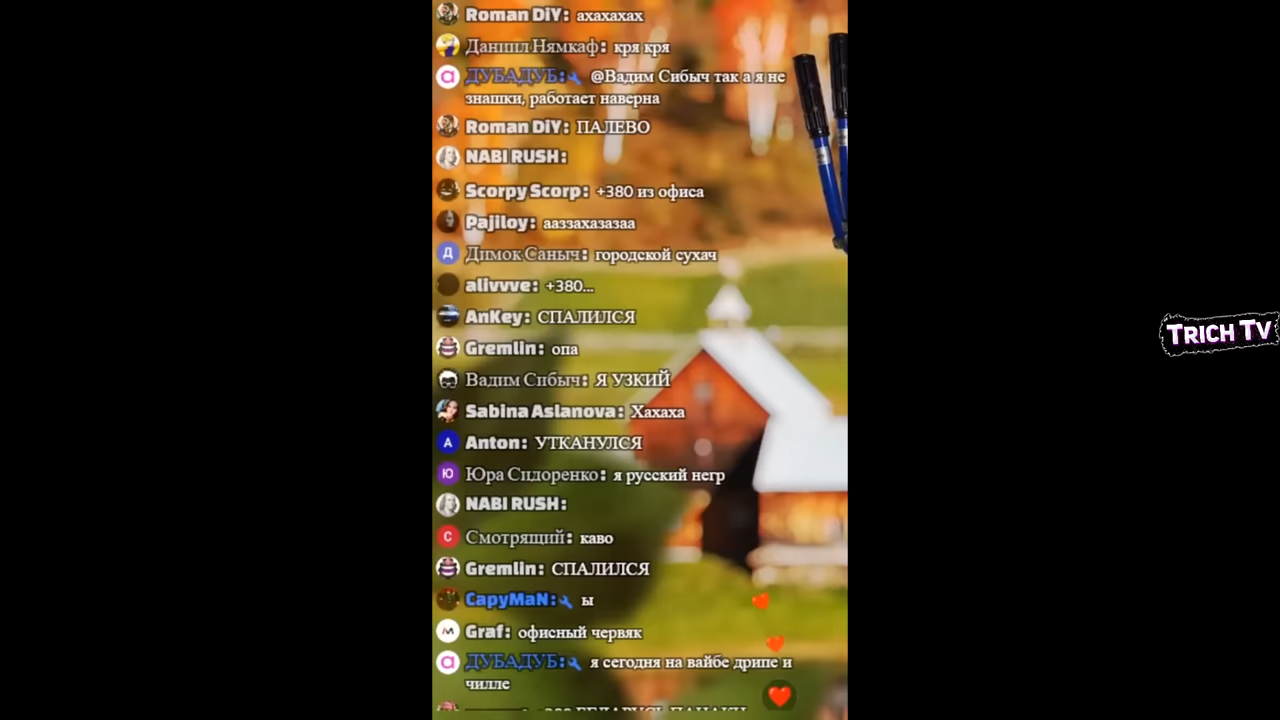 Roman DiY: ахахахах
Даниил Нямкаф: кря кря
ДУБАДУБ: @Вадим Сибыч так а я не
знашки, работает наверна
Roman DiY: ПАЛЕВО
NABI RUSH:
Scorpy Scorp: +380 из офиса
Pajiloy: ааззахазазаа
Димок Саныч: городской сухач
alivvve: +380...
AnKey: СПАЛИЛСЯ
Gremlin: опа
Вадим Сибыч: Я УЗКИЙ
Sabina Aslanova: Хахаха
Anton: УТКАНУЛСЯ
Юра Сидоренко: я русский негр
NABI RUSH:
Смотрящий: каво
Gremlin: СПАЛИЛСЯ
CapyMaN: ы
Graf: офисный червяк
ДУБАДУБ: я сегодня на вайбе дрипе и
чилле
TRICH TV